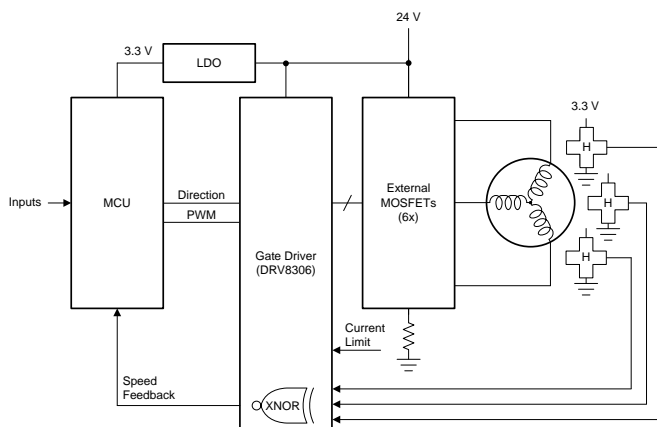 24 V
3.3 V
LDO
3.3 V
H
Inputs
MCU
Direction
PWM
External
MOSFETs
(6x)
H
Gate Driver
(DRV8306)
H
Current
Limit
Speed
Feedback
XNOR